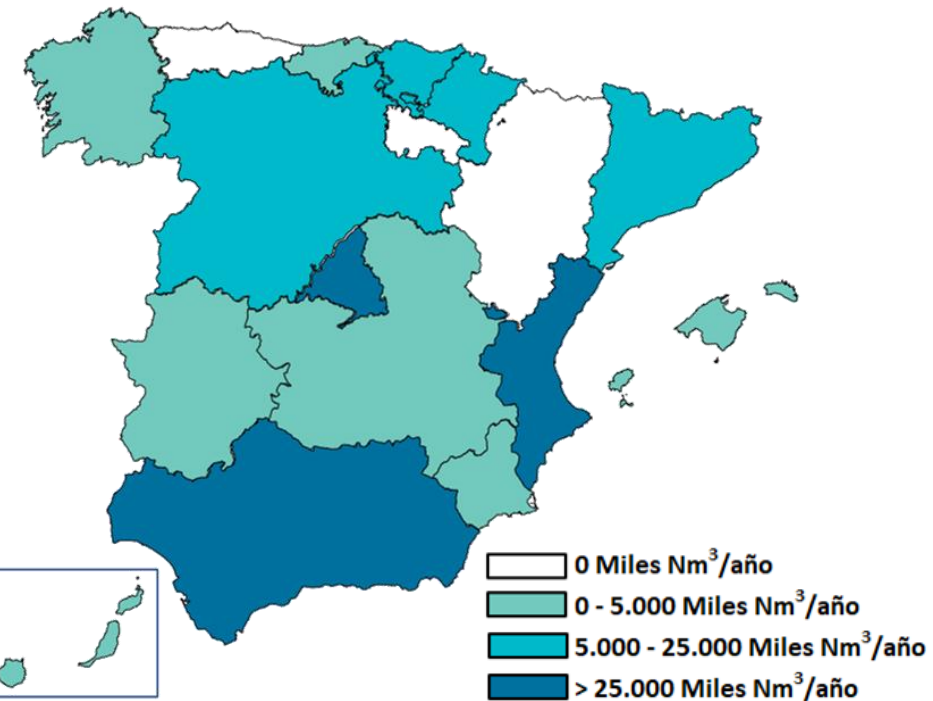 0 Miles Nm³/año
0 - 5.000 Miles Nm³/año
5.000 - 25.000 Miles Nm³/año
> 25.000 Miles Nm³/año